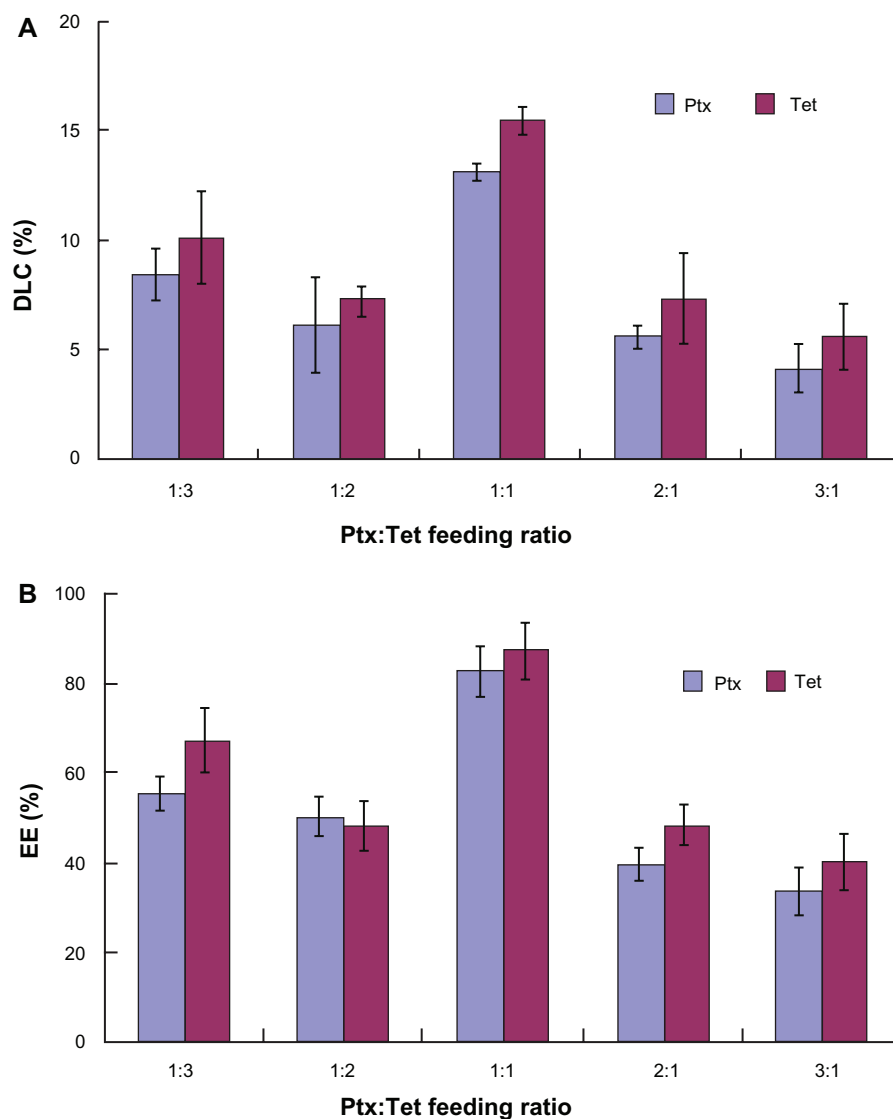 A
20
15
10
5
0
DLC (%)
Ptx Tet
1:3 1:2 1:1 2:1 3:1
Ptx:Tet feeding ratio
B
100
80
60
40
20
0
EE (%)
Ptx Tet
1:3 1:2 1:1 2:1 3:1
Ptx:Tet feeding ratio